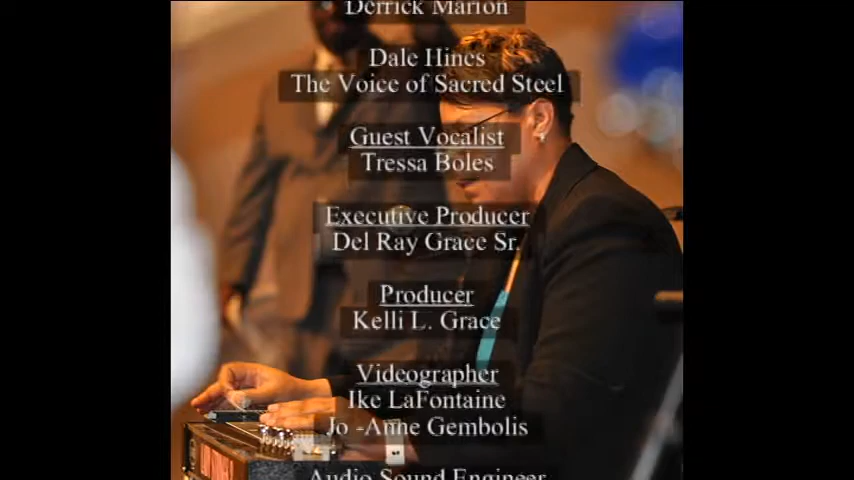 Derrick Marion
Dale Hines
The Voice of Sacred Steel
Guest Vocalist
Tressa Boles
Executive Producer
Del Ray Grace Sr.
Producer
Kelli L. Grace
Videographer
Ike LaFontaine
Jo -Anne Gembolis
Audio Sound Engineer